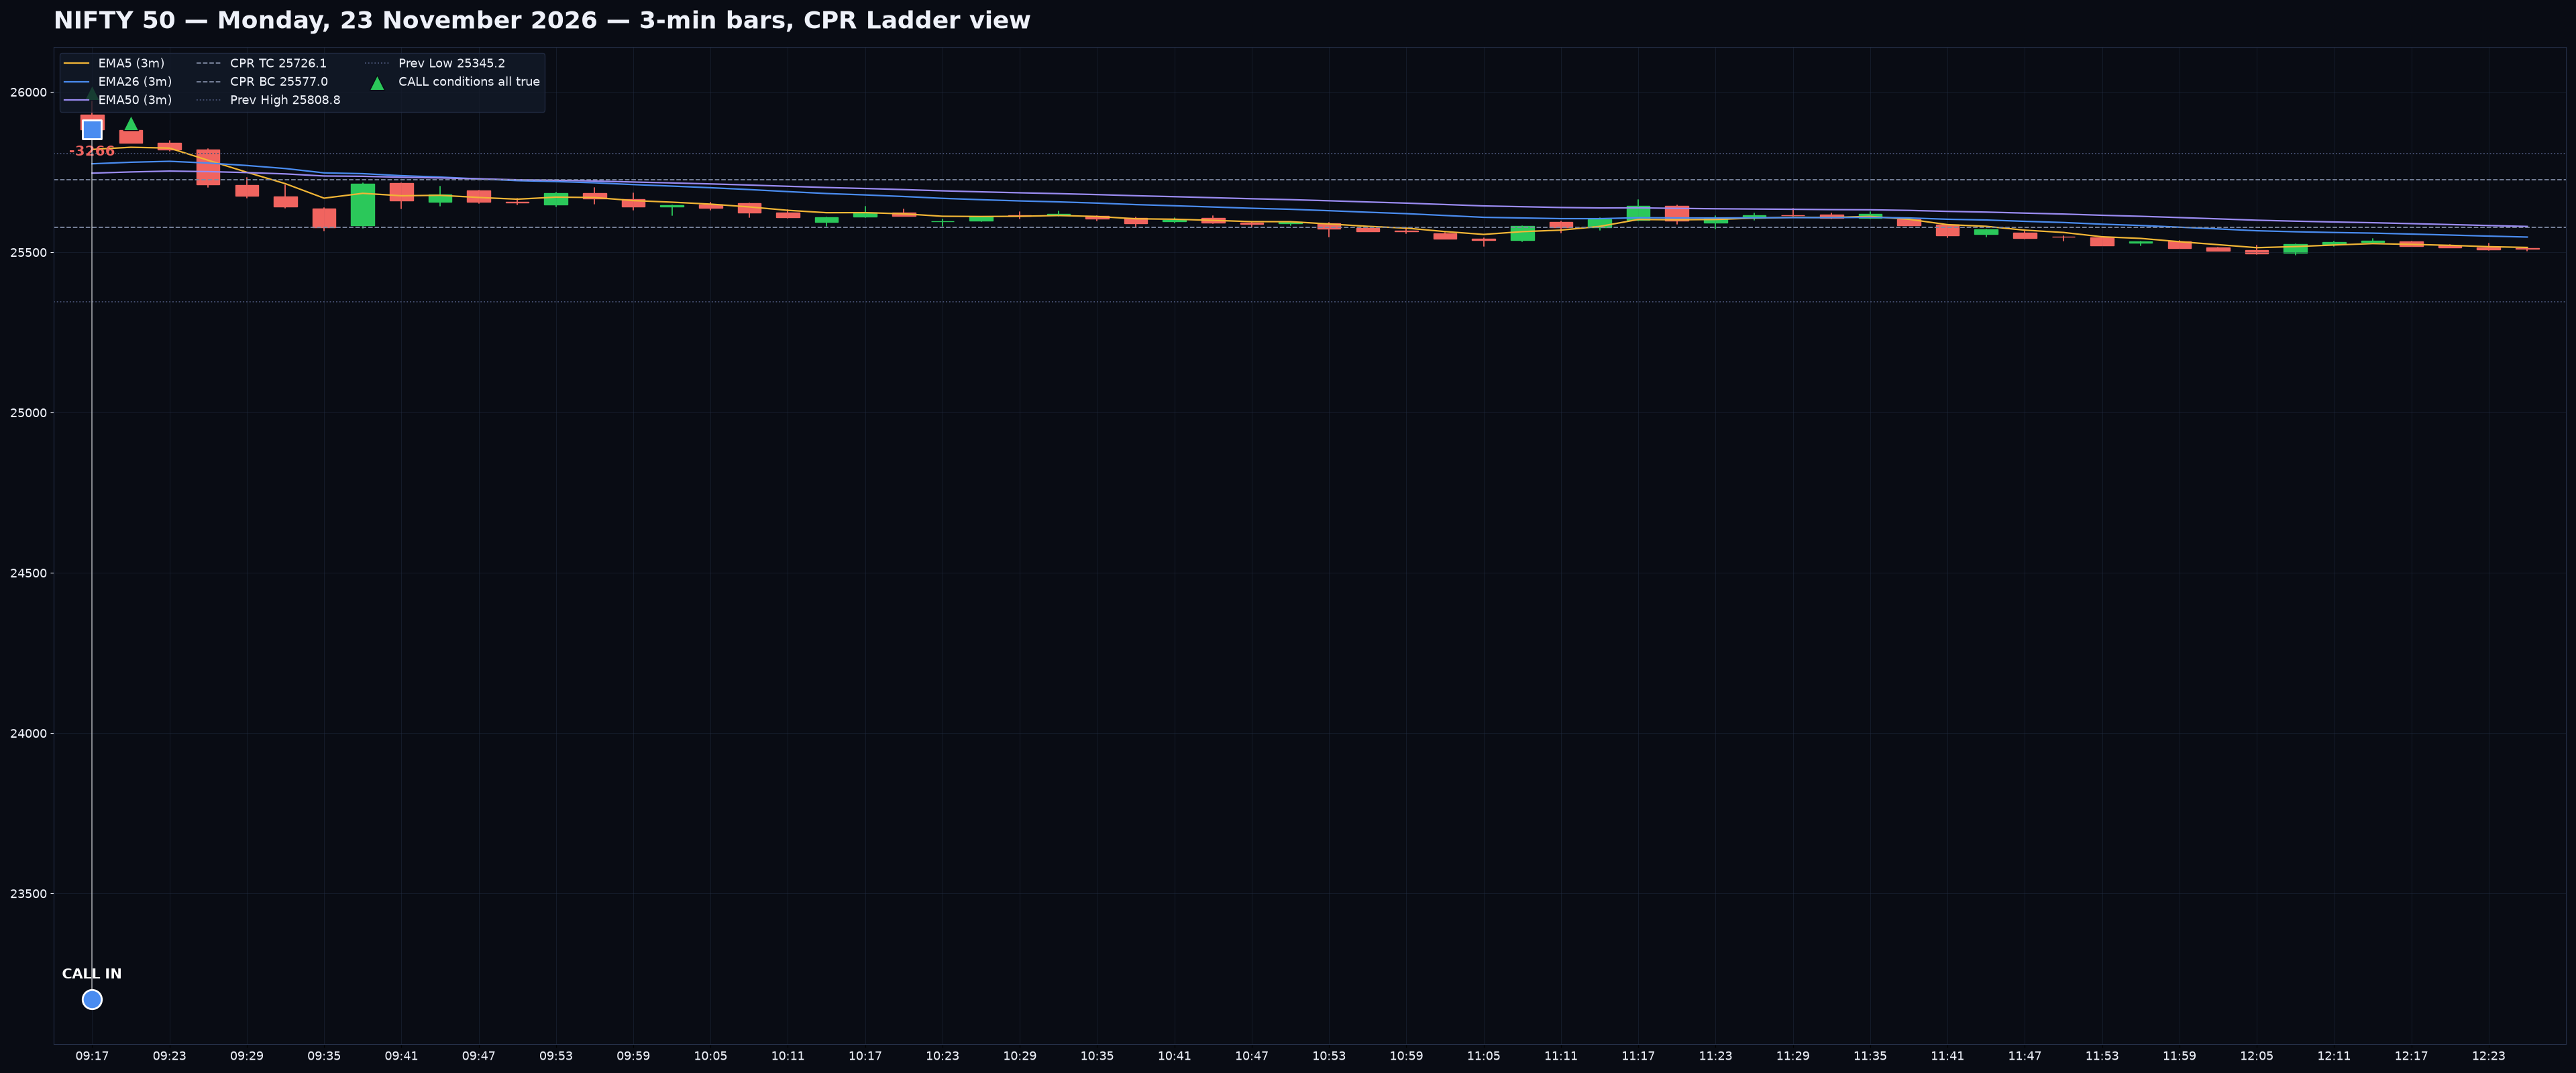 NIFTY 50 — Monday, 23 November 2026 — 3-min bars, CPR Ladder view
EMA5 (3m)
EMA26 (3m)
EMA50 (3m)
CPR TC 25726.1
CPR BC 25577.0
Prev High 25808.8
Prev Low 25345.2
CALL conditions all true
26000
25500
25000
24500
24000
23500
-3266
CALL IN
09:17 09:23 09:29 09:35 09:41 09:47 09:53 09:59 10:05 10:11 10:17 10:23 10:29 10:35 10:41 10:47 10:53 10:59 11:05 11:11 11:17 11:23 11:29 11:35 11:41 11:47 11:53 11:59 12:05 12:11 12:17 12:23